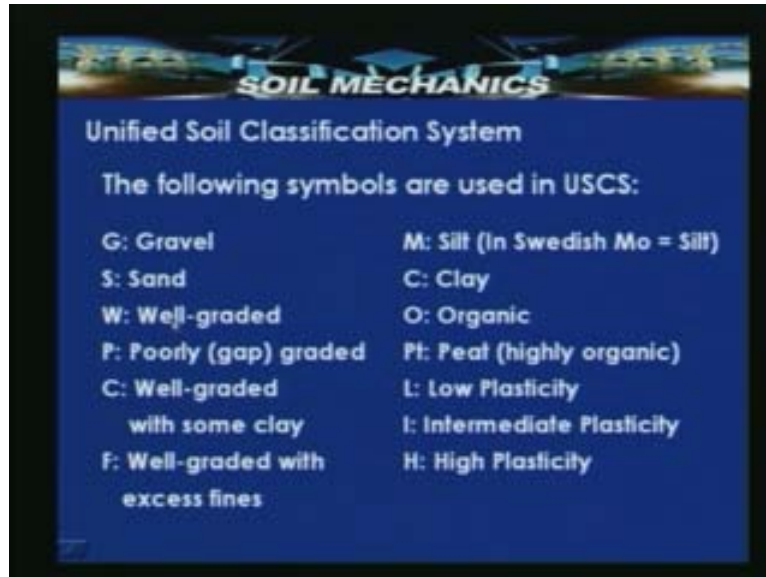 SOIL MECHANICS
Unified Soil Classification System
The following symbols are used in USCS:
G: Gravel
S: Sand
W: Well-graded
P: Poorly (gap) graded
C: Well-graded
with some clay
F: Well-graded with
excess fines
M: Silt (In Swedish Mo = Silt)
C: Clay
O: Organic
Pt: Peat (highly organic)
L: Low Plasticity
I: Intermediate Plasticity
H: High Plasticity